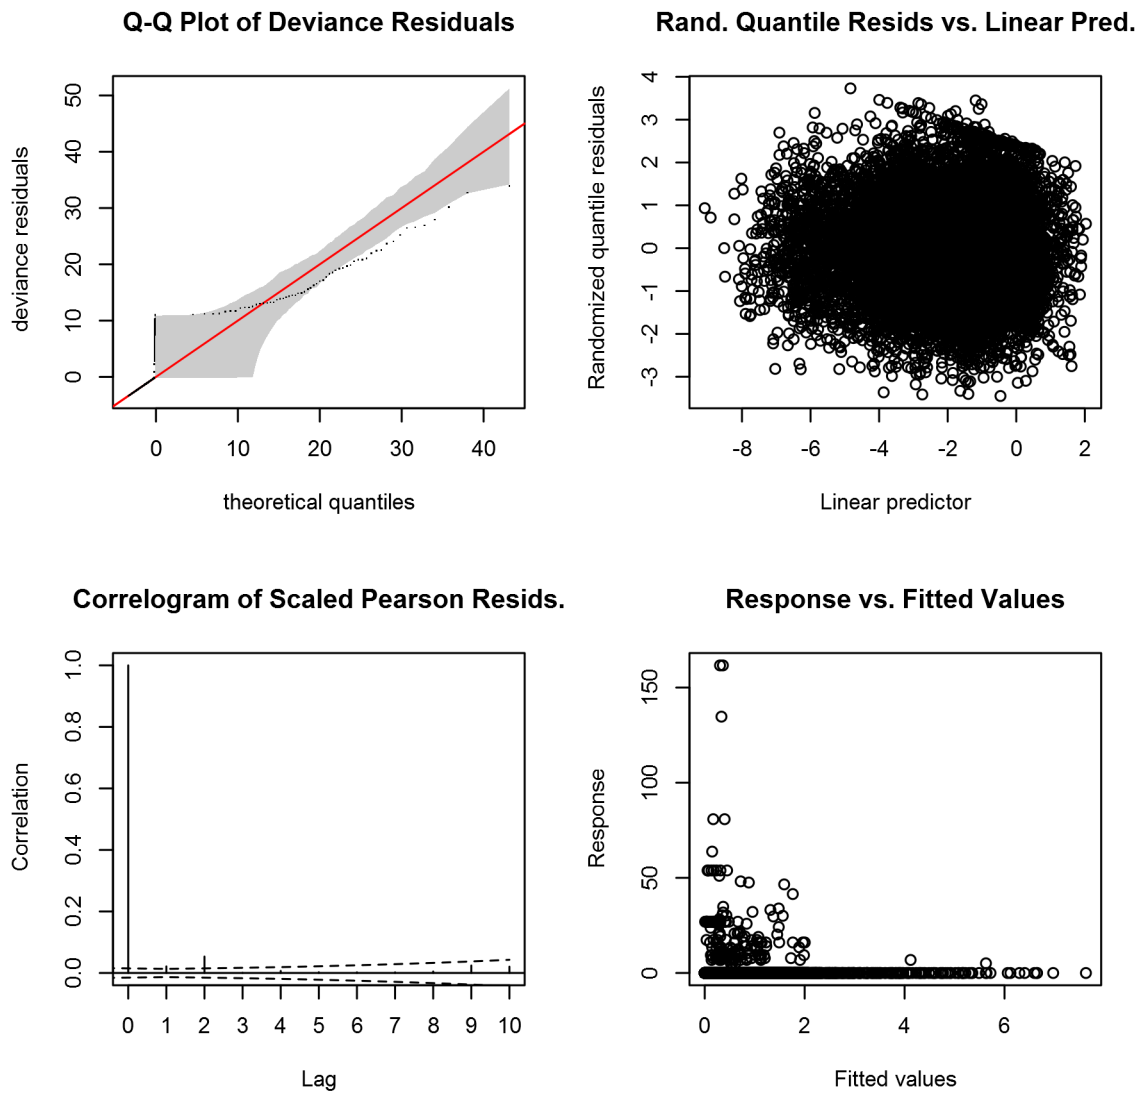 Q-Q Plot of Deviance Residuals
deviance residuals
50
40
30
20
10
0
0 10 20 30 40
theoretical quantiles
Rand. Quantile Resids vs. Linear Pred.
Randomized quantile residuals
4
3
2
1
0
-1
-2
-3
-8 -6 -4 -2 0 2
Linear predictor
Correlogram of Scaled Pearson Resids.
Correlation
1.0
0.8
0.6
0.4
0.2
0.0
0 1 2 3 4 5 6 7 8 9 10
Lag
Response vs. Fitted Values
Response
150
100
50
0
0 2 4 6
Fitted values